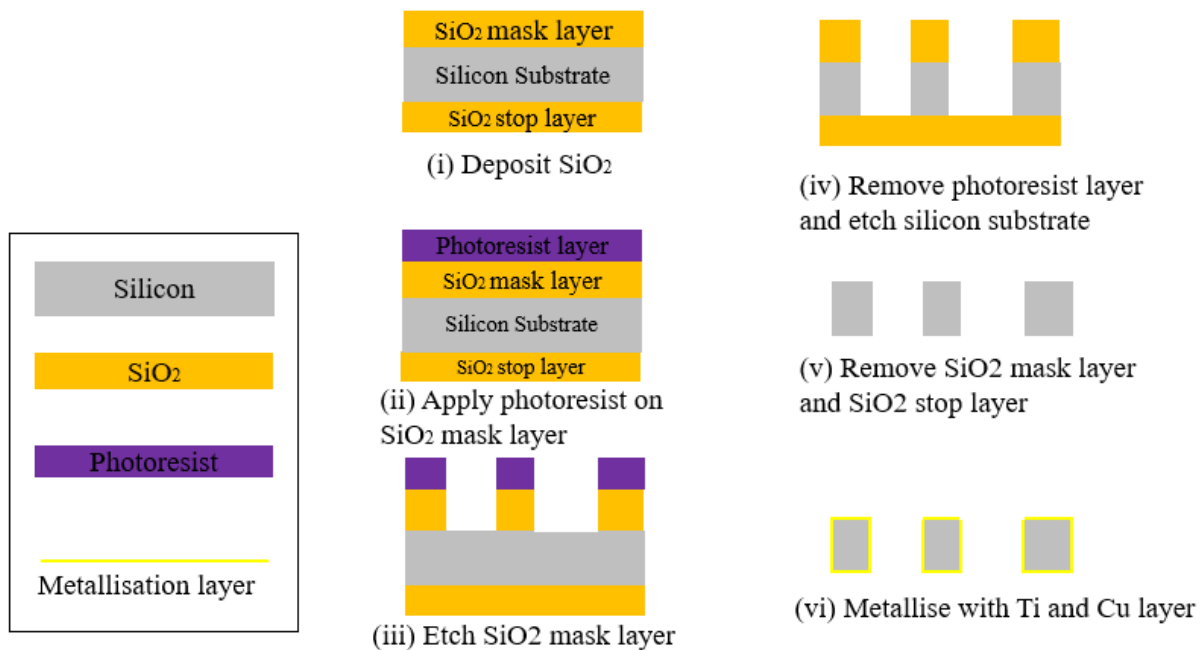 Silicon
SiO₂
Photoresist
Metallisation layer
SiO₂ mask layer
Silicon Substrate
SiO₂ stop layer
(i) Deposit SiO₂
Photoresist layer
SiO₂ mask layer
Silicon Substrate
SiO₂ stop layer
(ii) Apply photoresist on
SiO₂ mask layer
(iii) Etch SiO2 mask layer
(iv) Remove photoresist layer
and etch silicon substrate
(v) Remove SiO2 mask layer
and SiO2 stop layer
(vi) Metallise with Ti and Cu layer